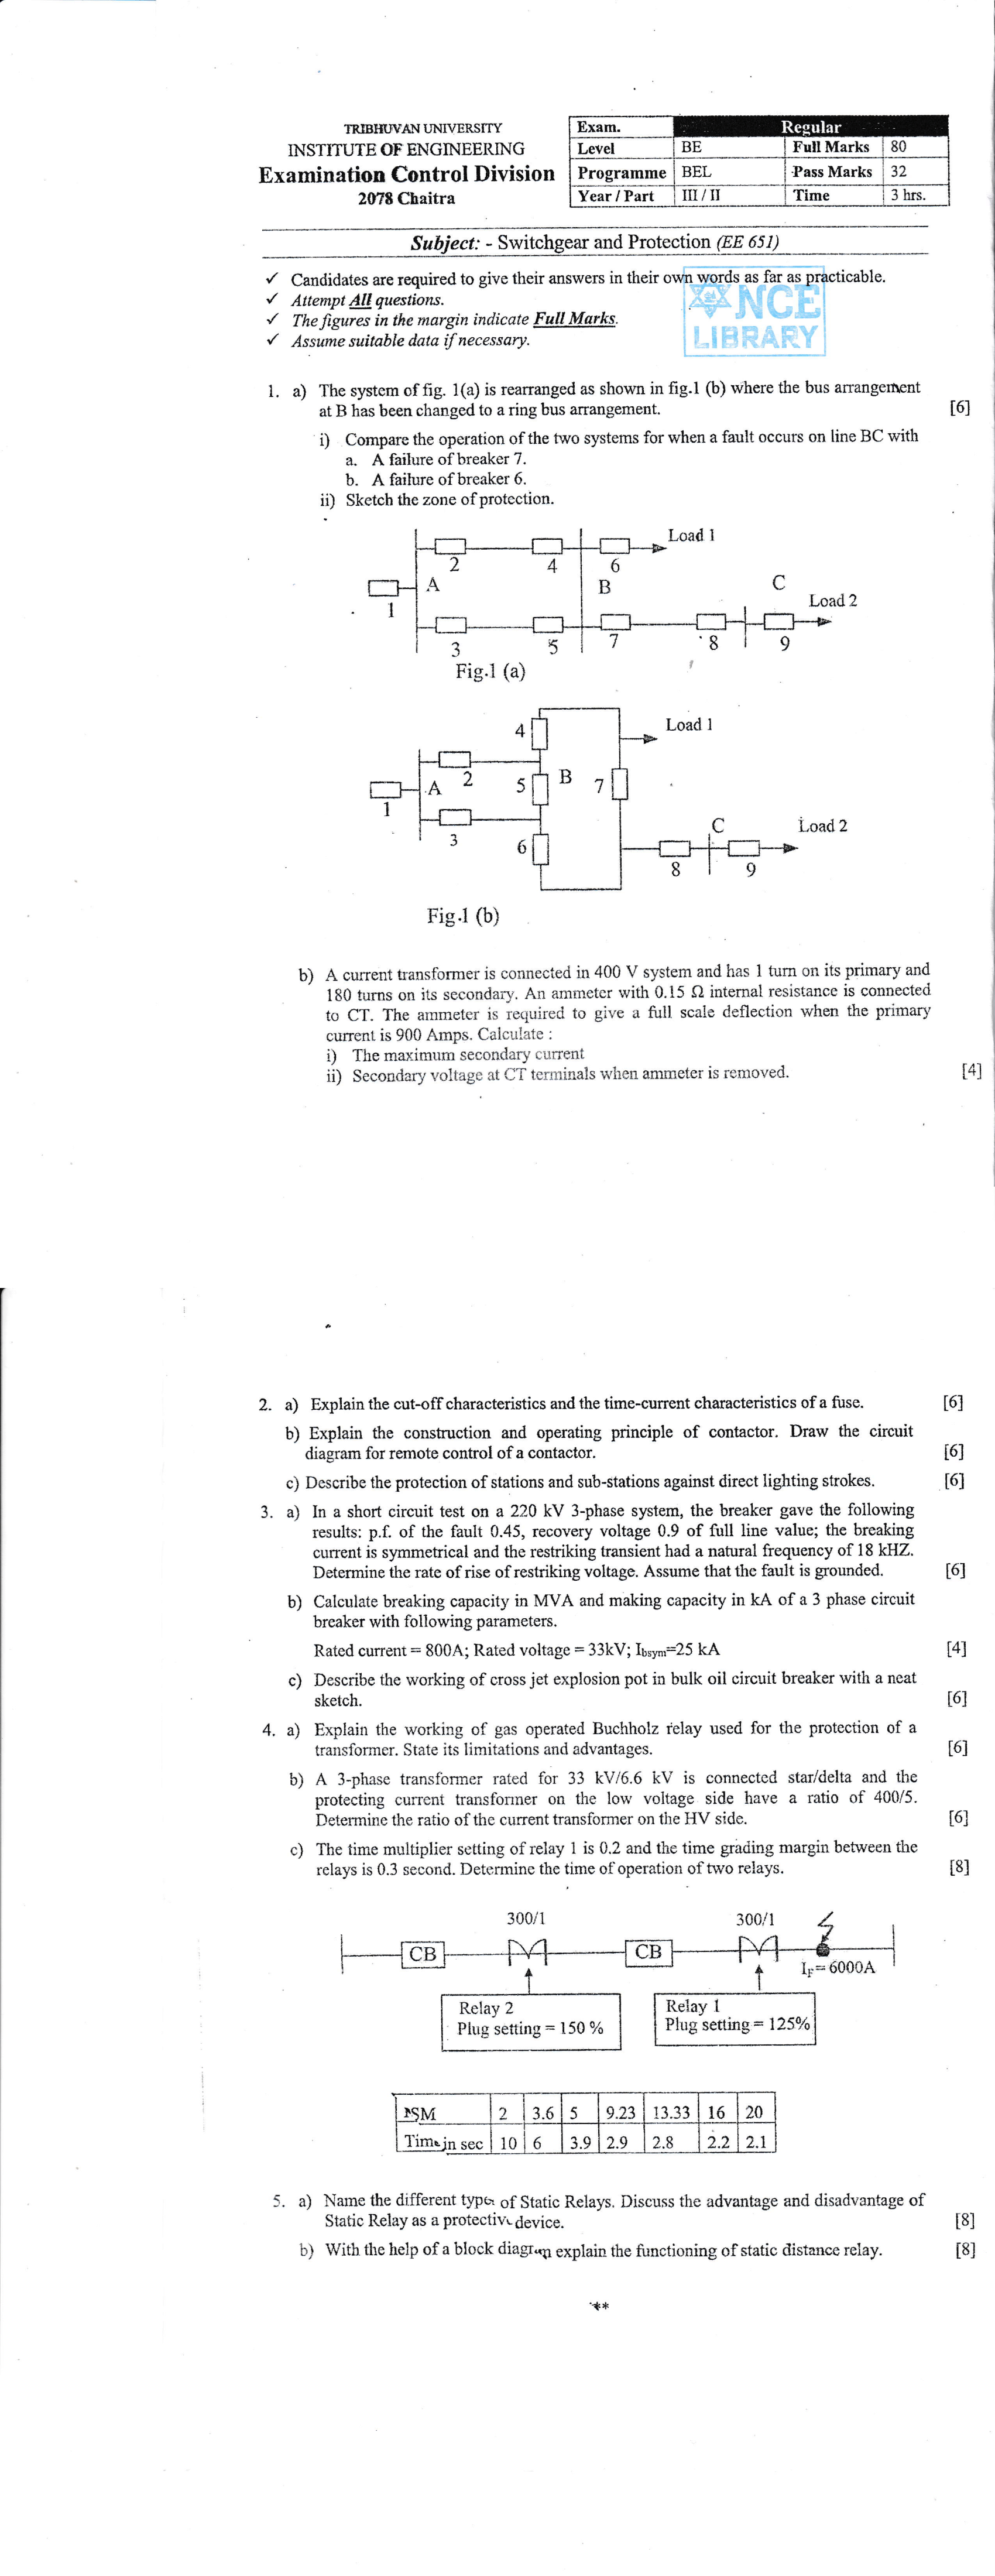 TRIBHUVAN UNIVERSITY
INSTITUTE OF ENGINEERING
Examination Control Division
2078 Chaitra
Exam. Regular
Level BE Full Marks 80
Programme BEL Pass Marks 32
Year / Part III / II Time 3 hrs.
Subject: - Switchgear and Protection (EE 651)
✓ Candidates are required to give their answers in their own words as far as practicable.
✓ Attempt All questions.
✓ The figures in the margin indicate Full Marks.
✓ Assume suitable data if necessary.
NCE
LIBRARY
1. a) The system of fig. 1(a) is rearranged as shown in fig.1 (b) where the bus arrangement
at B has been changed to a ring bus arrangement. [6]
i) Compare the operation of the two systems for when a fault occurs on line BC with
a. A failure of breaker 7.
b. A failure of breaker 6.
ii) Sketch the zone of protection.
Load 1
2 4 6
A B C
1 Load 2
3 5 7 8 9
Fig.1 (a)
4 Load 1
A 2 5 B 7
1
3 6 C Load 2
8 9
Fig.1 (b)
b) A current transformer is connected in 400 V system and has 1 turn on its primary and
180 turns on its secondary. An ammeter with 0.15 Ω internal resistance is connected
to CT. The ammeter is required to give a full scale deflection when the primary
current is 900 Amps. Calculate :
i) The maximum secondary current
ii) Secondary voltage at CT terminals when ammeter is removed. [4]
2. a) Explain the cut-off characteristics and the time-current characteristics of a fuse. [6]
b) Explain the construction and operating principle of contactor. Draw the circuit
diagram for remote control of a contactor. [6]
c) Describe the protection of stations and sub-stations against direct lighting strokes. [6]
3. a) In a short circuit test on a 220 kV 3-phase system, the breaker gave the following
results: p.f. of the fault 0.45, recovery voltage 0.9 of full line value; the breaking
current is symmetrical and the restriking transient had a natural frequency of 18 kHZ.
Determine the rate of rise of restriking voltage. Assume that the fault is grounded. [6]
b) Calculate breaking capacity in MVA and making capacity in kA of a 3 phase circuit
breaker with following parameters.
Rated current = 800A; Rated voltage = 33kV; Ibsym=25 kA [4]
c) Describe the working of cross jet explosion pot in bulk oil circuit breaker with a neat
sketch. [6]
4. a) Explain the working of gas operated Buchholz relay used for the protection of a
transformer. State its limitations and advantages. [6]
b) A 3-phase transformer rated for 33 kV/6.6 kV is connected star/delta and the
protecting current transformer on the low voltage side have a ratio of 400/5.
Determine the ratio of the current transformer on the HV side. [6]
c) The time multiplier setting of relay 1 is 0.2 and the time grading margin between the
relays is 0.3 second. Determine the time of operation of two relays. [8]
300/1 300/1
CB CB
IF= 6000A
Relay 2 Relay 1
Plug setting = 150 % Plug setting = 125%
PSM 2 3.6 5 9.23 13.33 16 20
Time in sec 10 6 3.9 2.9 2.8 2.2 2.1
5. a) Name the different types of Static Relays. Discuss the advantage and disadvantage of
Static Relay as a protective device. [8]
b) With the help of a block diagram explain the functioning of static distance relay. [8]
***